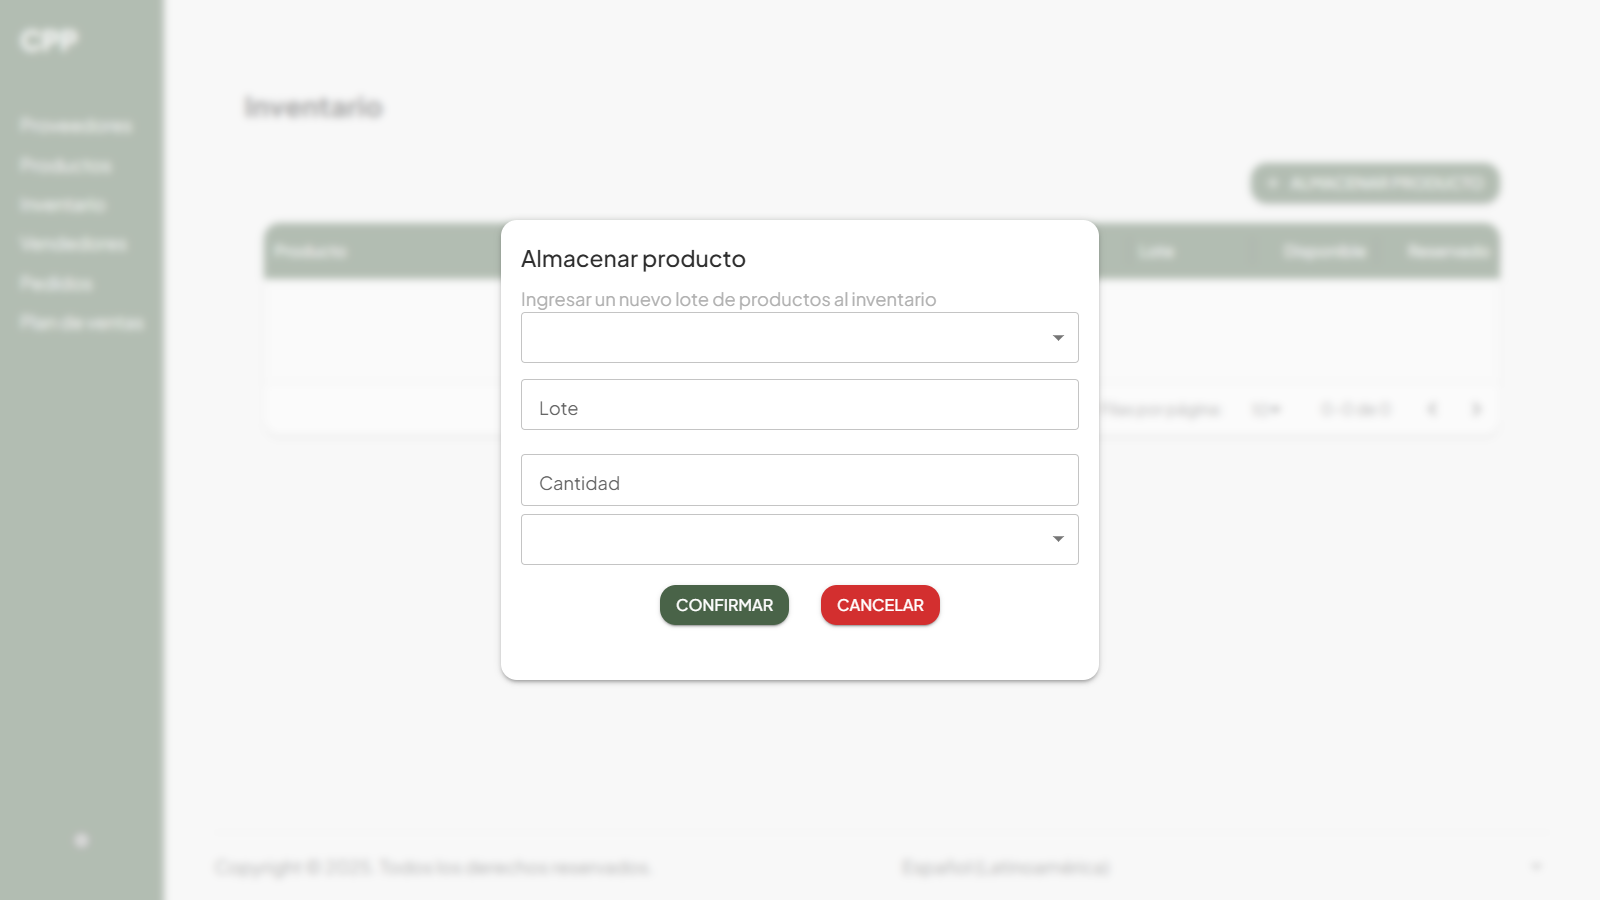 CPP
Proveedores
Productos
Inventario
Vendedores
Pedidos
Plan de ventas
Inventario
+ ALMACENAR PRODUCTO
Producto
Lote
Disponible
Reservado
Almacenar producto
Ingresar un nuevo lote de productos al inventario
Lote
Cantidad
CONFIRMAR
CANCELAR
Filas por página
0-0 de 0
Copyright © 2025. Todos los derechos reservados
Español (Latinoamérica)